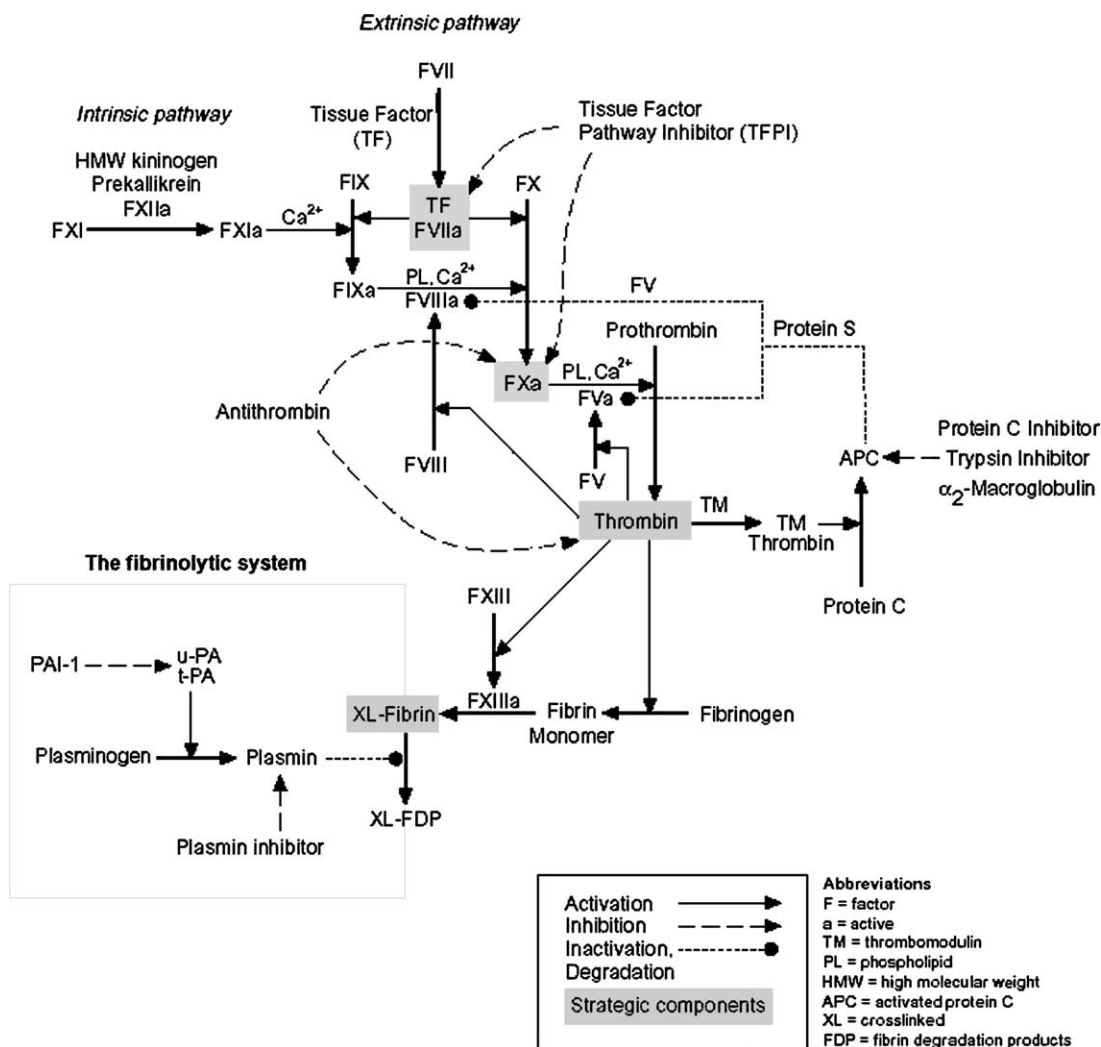 Extrinsic pathway
FVII
Intrinsic pathway
Tissue Factor
(TF)
Tissue Factor
Pathway Inhibitor (TFPI)
HMW kininogen
Prekallikrein
FXIIa
FXI
FXIa
Ca2+
FIX
TF
FVIIa
FX
FIXa
PL, Ca2+
FVIIIa
FV
Protein S
Prothrombin
FXa
PL, Ca2+
FVa
Antithrombin
FVIII
FV
APC
Protein C Inhibitor
Trypsin Inhibitor
α2-Macroglobulin
Thrombin
TM
TM
Thrombin
Protein C
The fibrinolytic system
FXIII
PAI-1
u-PA
t-PA
XL-Fibrin
FXIIIa
Fibrin
Monomer
Fibrinogen
Plasminogen
Plasmin
XL-FDP
Plasmin inhibitor
Activation
Inhibition
Inactivation,
Degradation
Strategic components
Abbreviations
F = factor
a = active
TM = thrombomodulin
PL = phospholipid
HMW = high molecular weight
APC = activated protein C
XL = crosslinked
FDP = fibrin degradation products